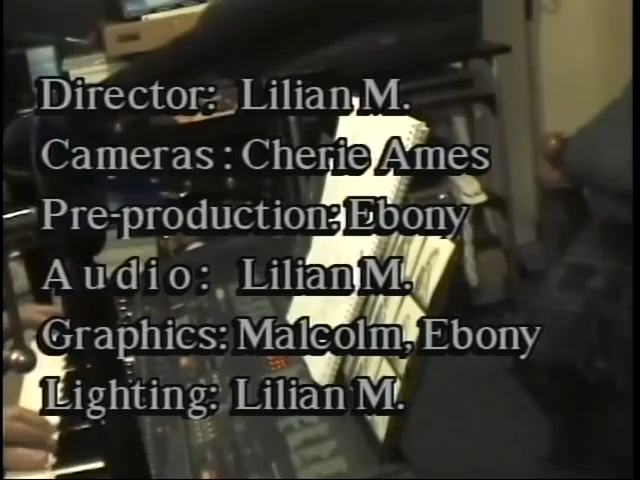 Director: Lilian M.
Cameras: Cherie Ames
Pre-production: Ebony
Audio: Lilian M.
Graphics: Malcolm, Ebony
Lighting: Lilian M.